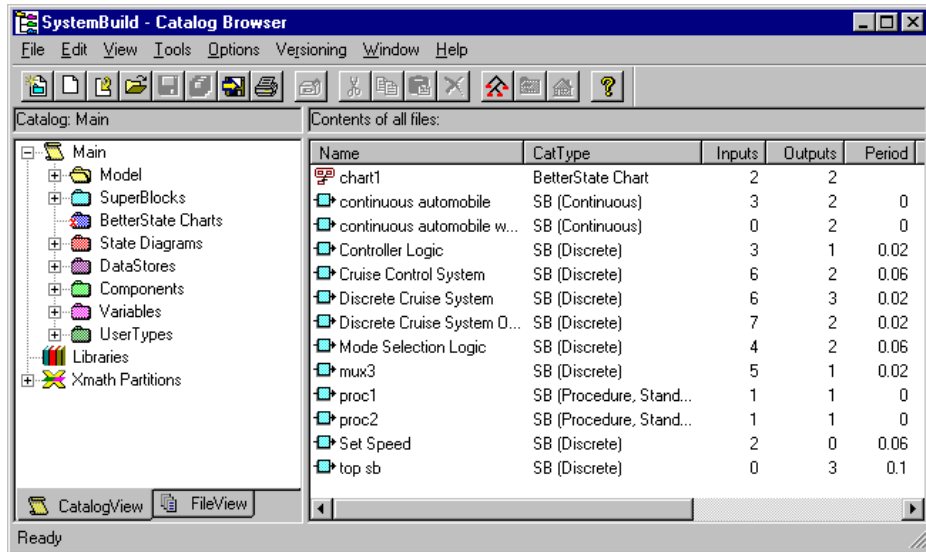 SystemBuild - Catalog Browser
File Edit View Tools Options Versioning Window Help
Catalog: Main
Contents of all files:
Main
Model
SuperBlocks
BetterState Charts
State Diagrams
DataStores
Components
Variables
UserTypes
Libraries
Xmath Partitions
Name CatType Inputs Outputs Period
chart1 BetterState Chart 2 2
continuous automobile SB (Continuous) 3 2 0
continuous automobile w... SB (Continuous) 0 2 0
Controller Logic SB (Discrete) 3 1 0.02
Cruise Control System SB (Discrete) 6 2 0.06
Discrete Cruise System SB (Discrete) 6 3 0.02
Discrete Cruise System O... SB (Discrete) 7 2 0.02
Mode Selection Logic SB (Discrete) 4 2 0.06
mux3 SB (Discrete) 5 1 0.02
proc1 SB (Procedure, Stand... 1 1 0
proc2 SB (Procedure, Stand... 1 1 0
Set Speed SB (Discrete) 2 0 0.06
top sb SB (Discrete) 0 3 0.1
CatalogView FileView
Ready